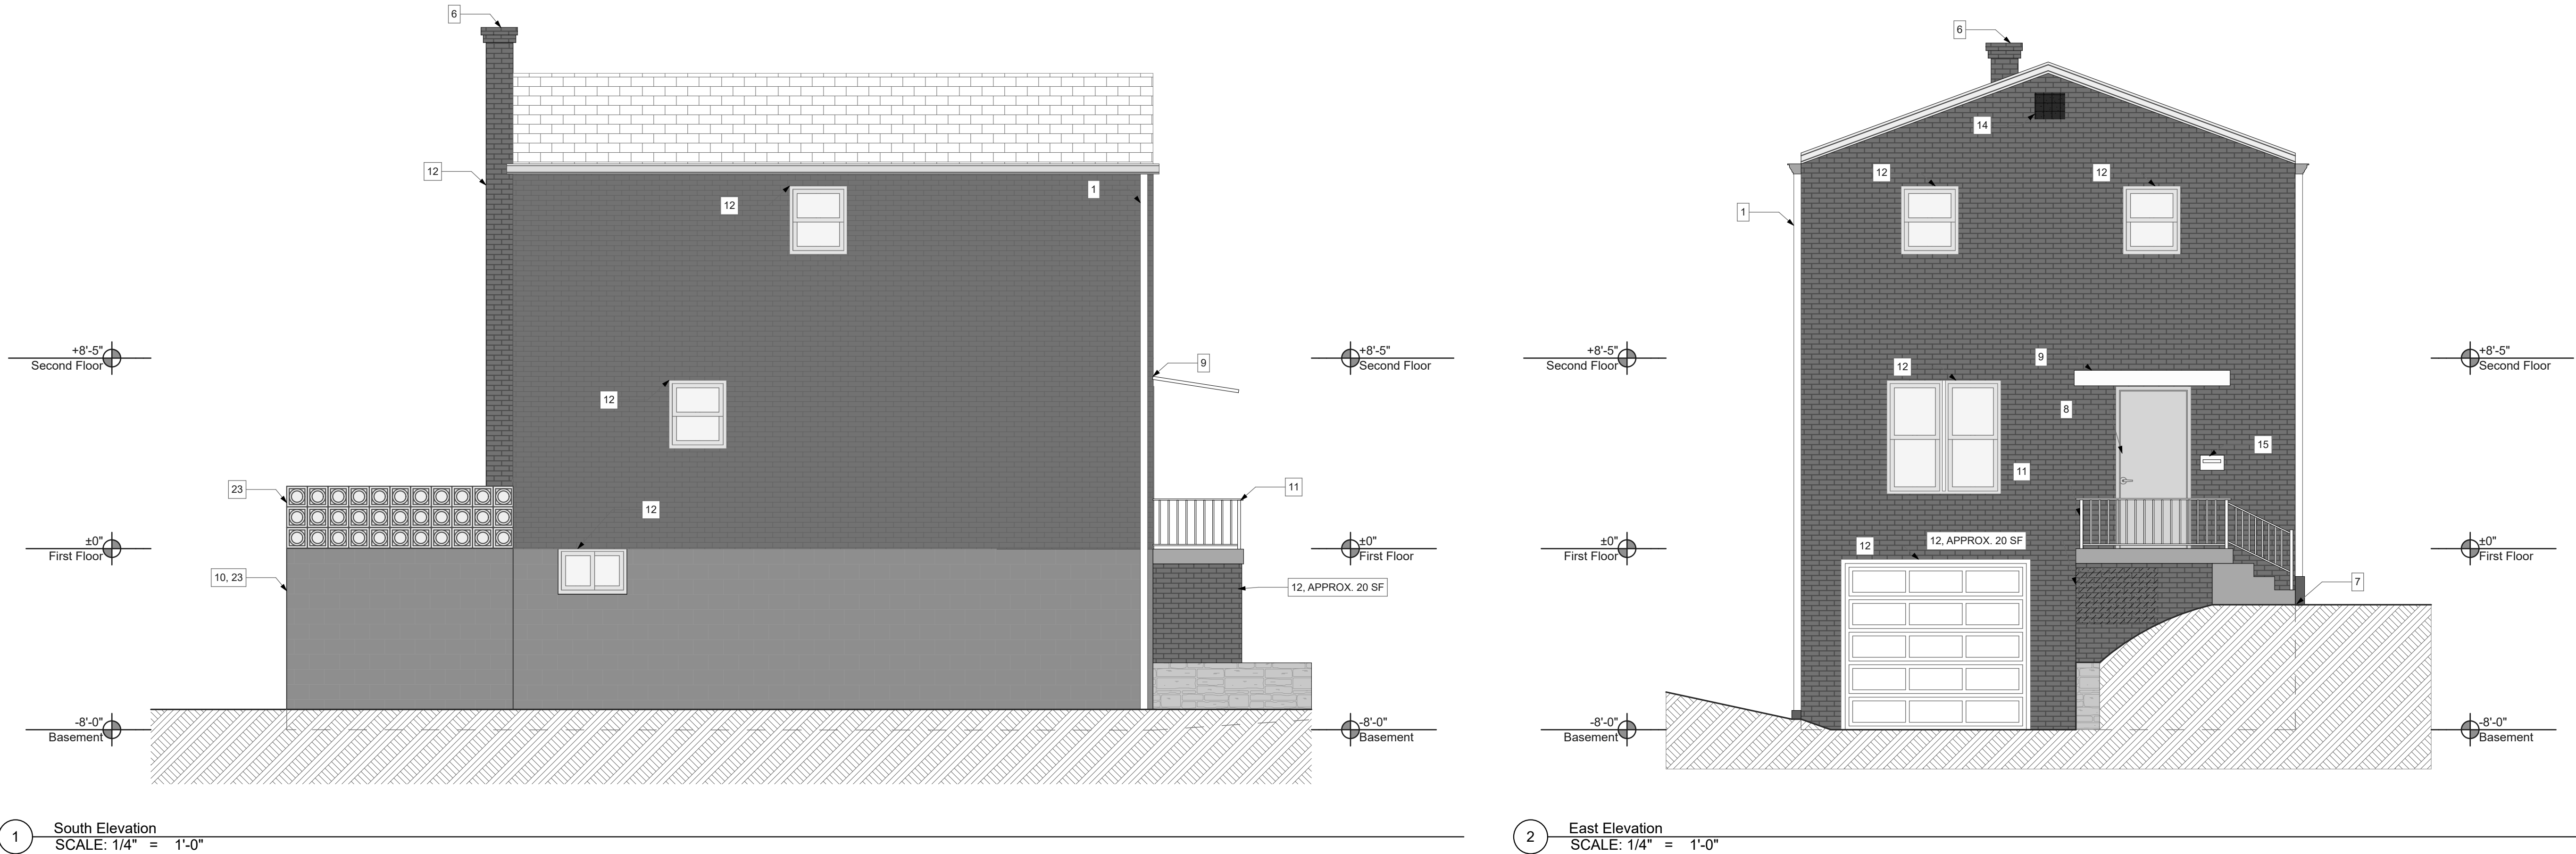 6
12
12
1
12
9
+8'-5"
Second Floor
+8'-5"
Second Floor
23
12
11
±0"
First Floor
±0"
First Floor
10, 23
12, APPROX. 20 SF
-8'-0"
Basement
-8'-0"
Basement
1
South Elevation
SCALE: 1/4" = 1'-0"
6
14
12
12
1
+8'-5"
Second Floor
9
12
+8'-5"
Second Floor
8
15
11
±0"
First Floor
12
12, APPROX. 20 SF
±0"
First Floor
7
-8'-0"
Basement
-8'-0"
Basement
2
East Elevation
SCALE: 1/4" = 1'-0"